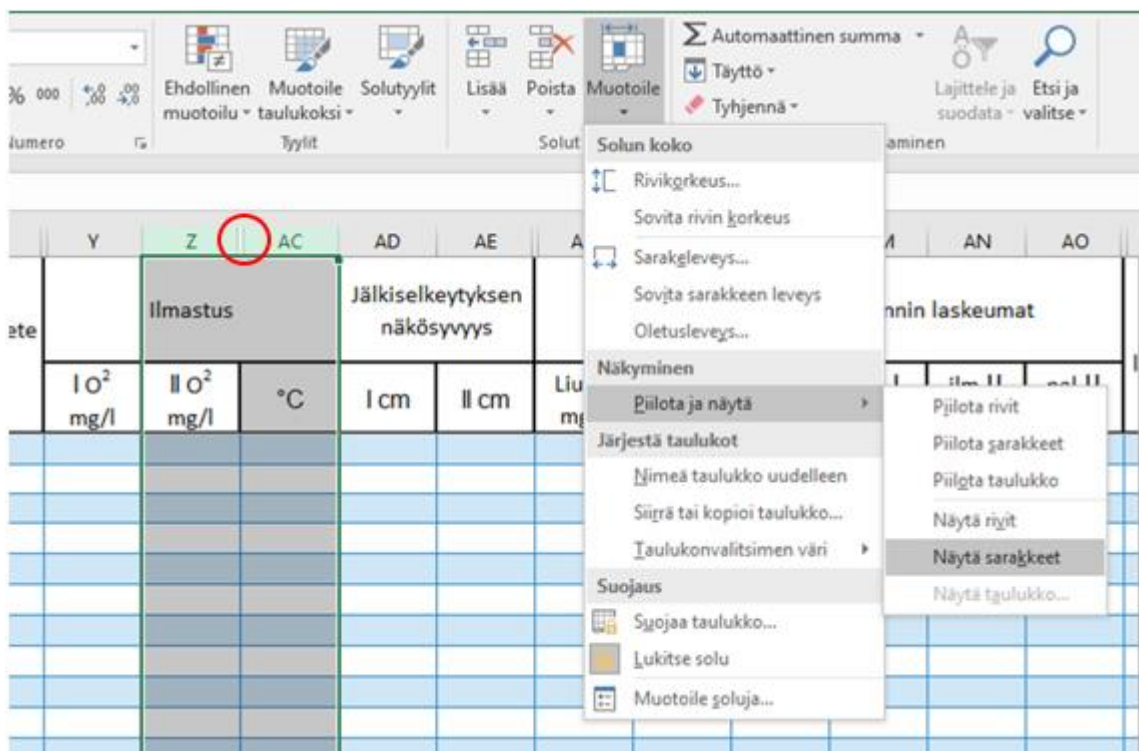 Automaattinen summa
Täyttö
Tyhjennä
% 000
Ehdollinen muotoilu
Muotoile taulukoksi
Solutyylit
Lisää
Poista
Muotoile
Lajittele ja suodata
Etsi ja valitse
Tyylit
Solut
Solun koko
Rivikorkeus...
Sovita rivin korkeus
Sarakeleveys...
Sovita sarakkeen leveys
Oletusleveys...
Näkyminen
Piilota ja näytä
Järjestä taulukot
Nimeä taulukko uudelleen
Siirrä tai kopioi taulukko...
Taulukonvalitsimen väri
Suojaus
Suojaa taulukko...
Lukitse solu
Muotoile soluja...
Piilota rivit
Piilota sarakkeet
Piilota taulukko
Näytä rivit
Näytä sarakkeet
Näytä taulukko...
Y Z AC AD AE AN AO
Ilmastus
Jälkiselkeytyksen
näkösyvyys
laskeumat
I O²
mg/l
II O²
mg/l
°C
I cm
II cm